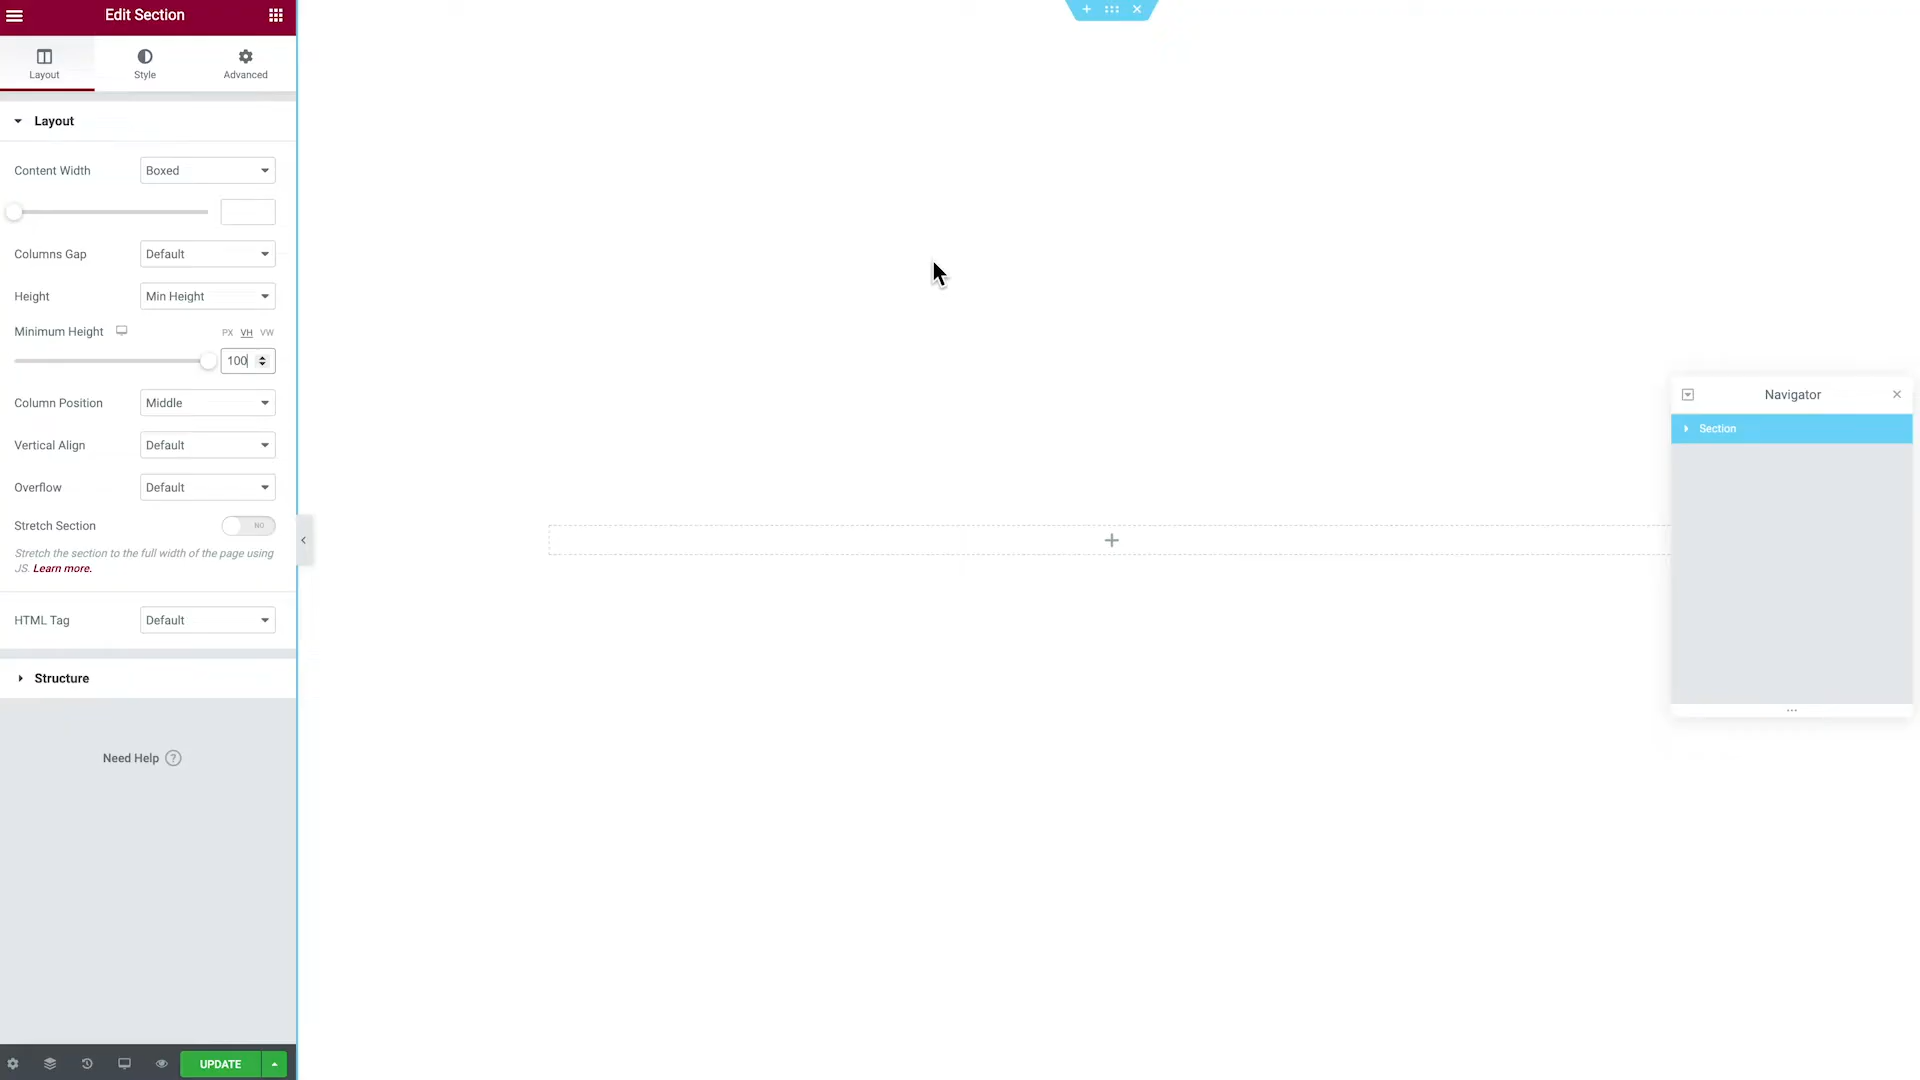 Edit Section
Layout
Style
Advanced
Layout
Content Width
Boxed
Columns Gap
Default
Height
Min Height
Minimum Height
PX VH VW
100
Column Position
Middle
Vertical Align
Default
Overflow
Default
Stretch Section
NO
Stretch the section to the full width of the page using
JS. Learn more.
HTML Tag
Default
Structure
Need Help
UPDATE
Navigator
Section